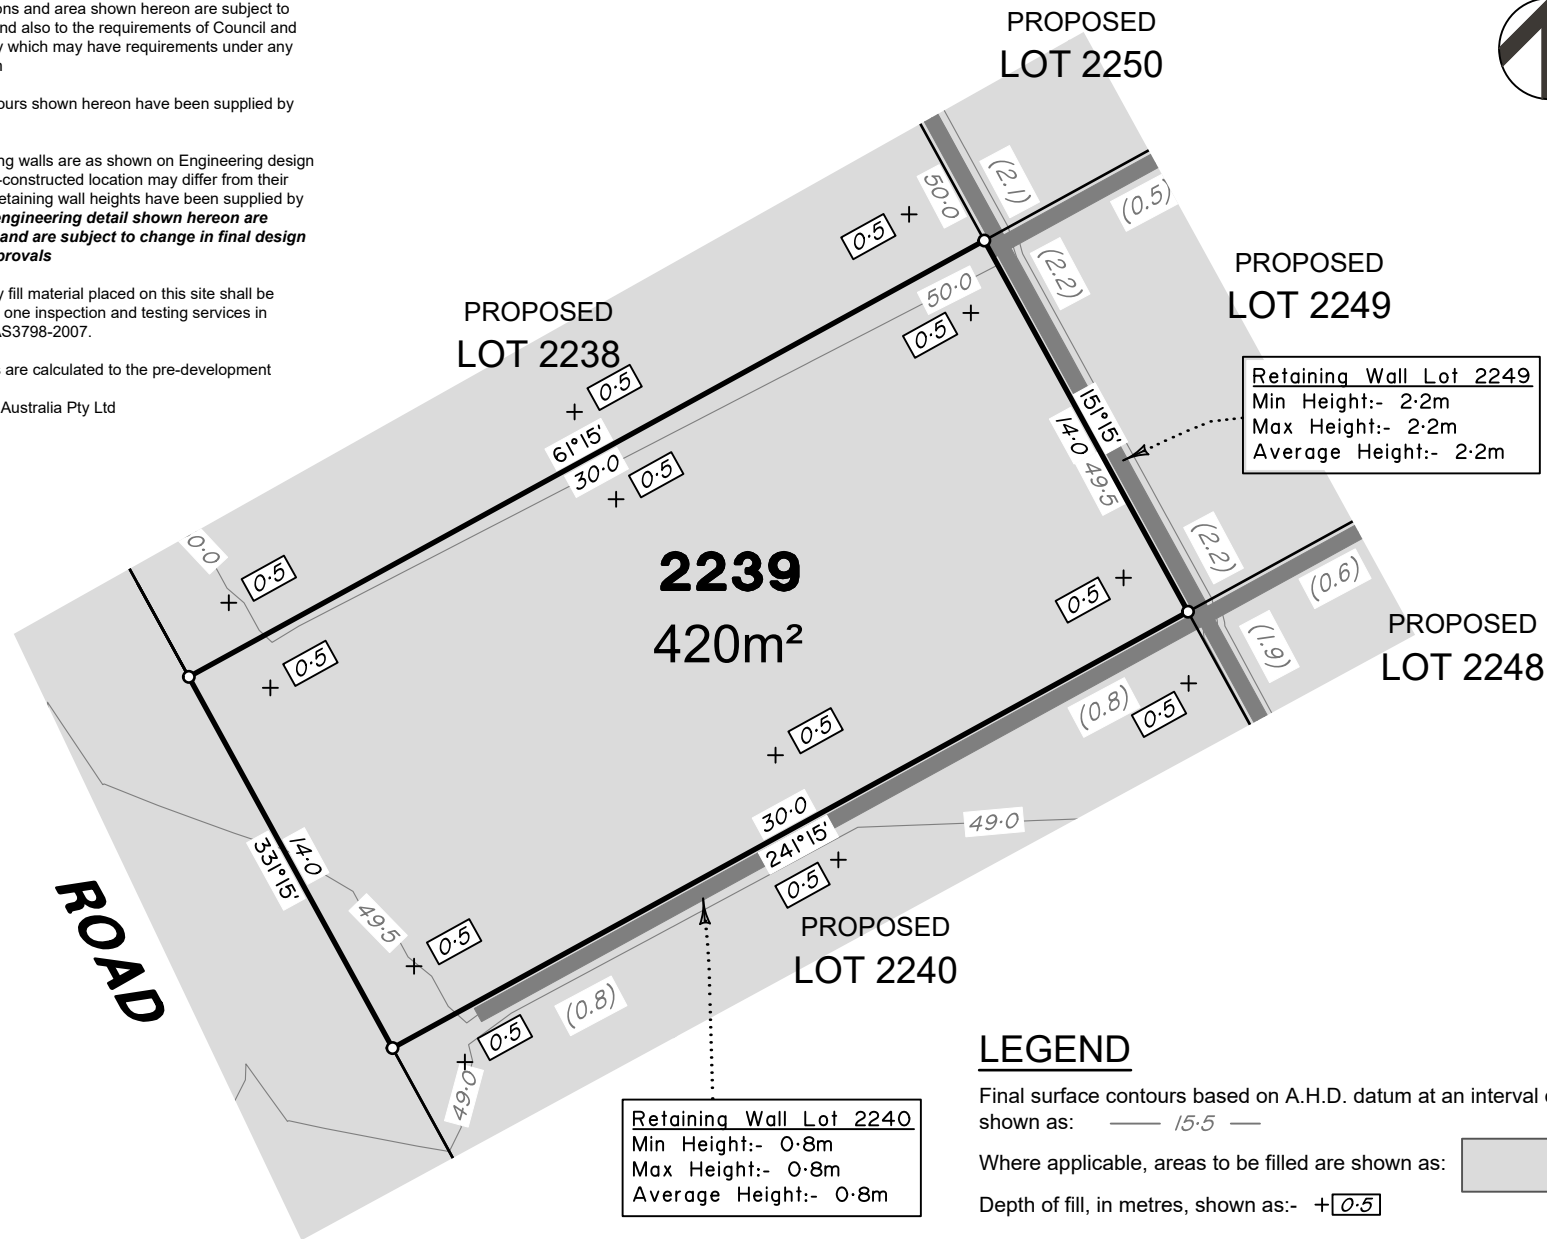 ons and area shown hereon are subject to
nd also to the requirements of Council and
y which may have requirements under any
ours shown hereon have been supplied by
ng walls are as shown on Engineering design
-constructed location may differ from their
etaining wall heights have been supplied by
engineering detail shown hereon are
and are subject to change in final design
provals
y fill material placed on this site shall be
one inspection and testing services in
AS3798-2007.
s are calculated to the pre-development
Australia Pty Ltd
PROPOSED
LOT 2250
50·0
(2.1)
(0.5)
0·5
(2.2)
PROPOSED
LOT 2249
50·0
0·5
PROPOSED
LOT 2238
0·5
61°15'
30·0
0·5
151°15'
14·0
49·5
Retaining Wall Lot 2249
Min Height:- 2·2m
Max Height:- 2·2m
Average Height:- 2·2m
0·0
0·5
(2.2)
(0.6)
2239
420m²
0·5
0·5
(1.9)
PROPOSED
LOT 2248
(0.8)
0·5
0·5
30·0
241°15'
49·0
0·5
331°15'
14·0
ROAD
49·5
0·5
PROPOSED
LOT 2240
(0.8)
0·5
49·0
Retaining Wall Lot 2240
Min Height:- 0·8m
Max Height:- 0·8m
Average Height:- 0·8m
LEGEND
Final surface contours based on A.H.D. datum at an interval
shown as: 15·5
Where applicable, areas to be filled are shown as:
Depth of fill, in metres, shown as:- + 0·5